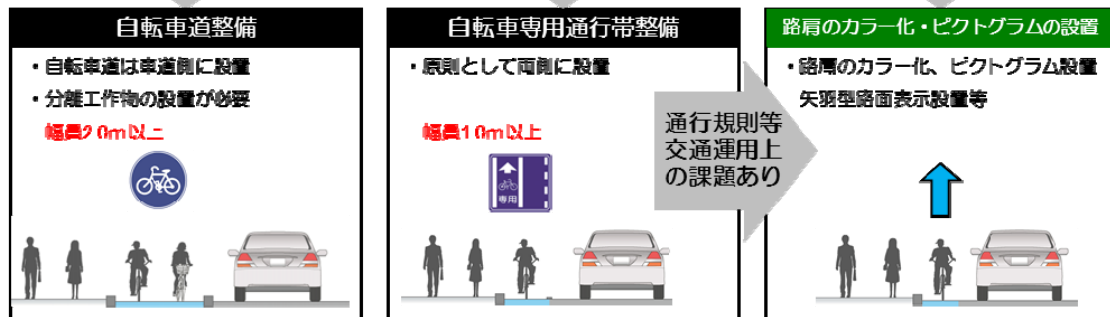 自転車道整備
・自転車道は車道側に設置
・分離工作物の設置が必要
幅員2.0m以上
自転車専用通行帯整備
・原則として両側に設置
幅員1.0m以上
専用
通行規則等
交通運用上
の課題あり
路肩のカラー化・ピクトグラムの設置
・路肩のカラー化、ピクトグラム設置
矢羽型路面表示設置等